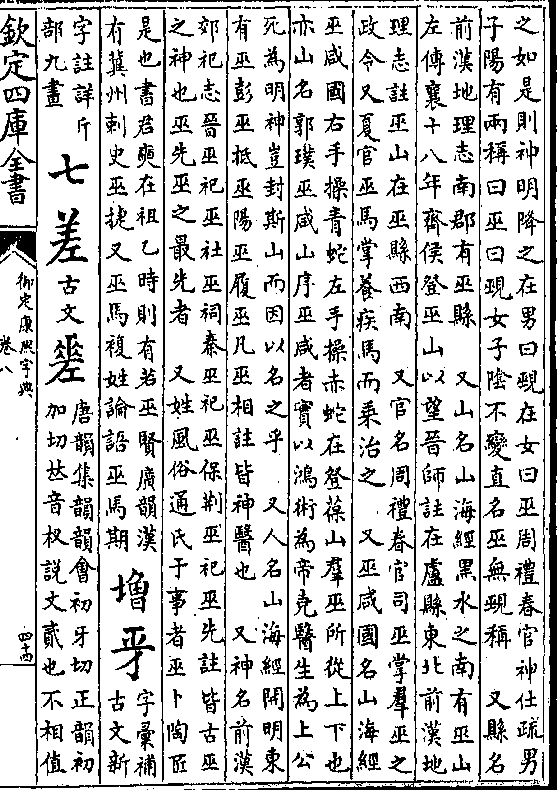 之如是則神明降之在男曰覡在女曰巫周禮春官神仕疏男
子陽有兩稱曰巫曰覡女子陰不變直名巫無覡稱　又縣名
前漢地理志南郡有巫縣　又山名山海經黑水之南有巫山
左傳襄十八年齊侯登巫山以望晉師註在盧縣東北前漢地
理志註巫山在巫縣西南　又官名周禮春官司巫掌羣巫之
政令又夏官巫馬掌養疾馬而乗治之　又巫咸國名山海經
巫咸國右手操青蛇左手操赤蛇在登葆山羣巫所從上下也
亦山名郭璞巫咸山序巫咸者實以鴻術為帝堯醫生為上公
死為明神豈封斯山而因以名之乎　又人名山海經開明東
有巫彭巫抵巫陽巫履巫凡巫相註皆神醫也　又神名前漢
郊祀志晉巫祀巫社巫祠秦巫祀巫保荆巫祀巫先註皆古巫
之神也巫先巫之最先者　又姓風俗通氏于事者巫卜陶匠
是也書君奭在祖乙時則有若巫賢廣韻漢
有冀州刺史巫捷又巫馬複姓論語巫馬期
增
字彙補
古文新
字註詳斤
部九畫
七
差
古文
唐韻集韻韻會初牙切正韻初
加切𠀤音杈説文貳也不相值
欽定四庫全書
御定康熙字典
卷八
四十四